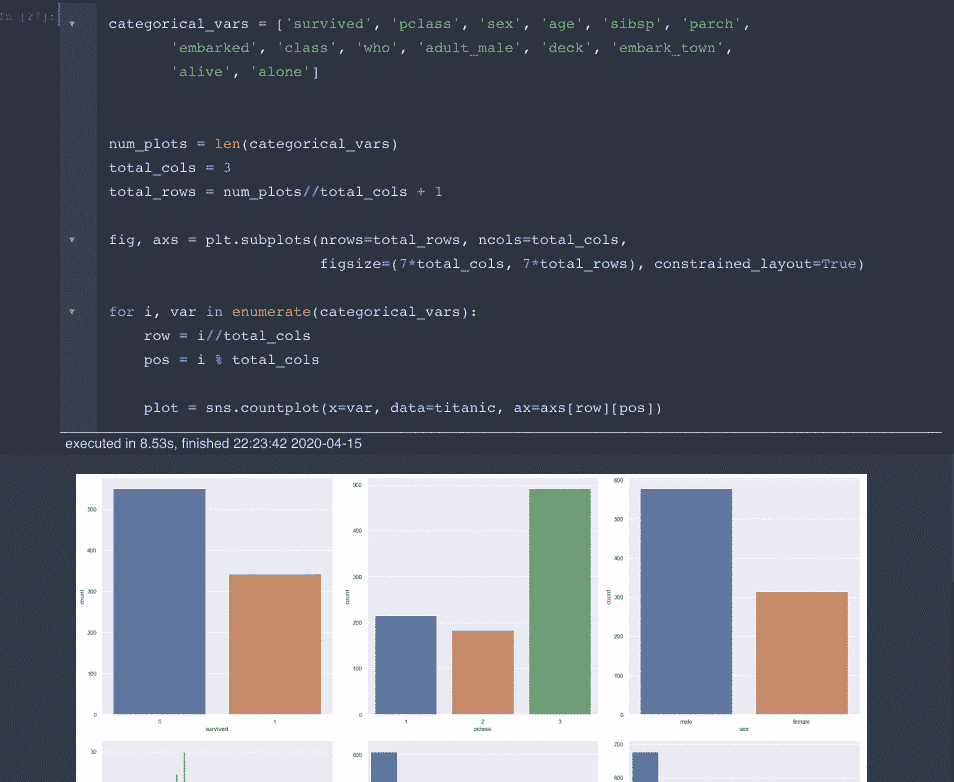 In [27]:
categorical_vars = ['survived', 'pclass', 'sex', 'age', 'sibsp', 'parch',
'embarked', 'class', 'who', 'adult_male', 'deck', 'embark_town',
'alive', 'alone']
num_plots = len(categorical_vars)
total_cols = 3
total_rows = num_plots//total_cols + 1
fig, axs = plt.subplots(nrows=total_rows, ncols=total_cols,
figsize=(7*total_cols, 7*total_rows), constrained_layout=True)
for i, var in enumerate(categorical_vars):
row = i//total_cols
pos = i % total_cols
plot = sns.countplot(x=var, data=titanic, ax=axs[row][pos])
executed in 8.53s, finished 22:23:42 2020-04-15
500
400
300
200
100
0
count
0 1
survived
500
400
300
200
100
0
count
1 2 3
pclass
600
500
400
300
200
100
0
count
male female
sex
30
600
700
600